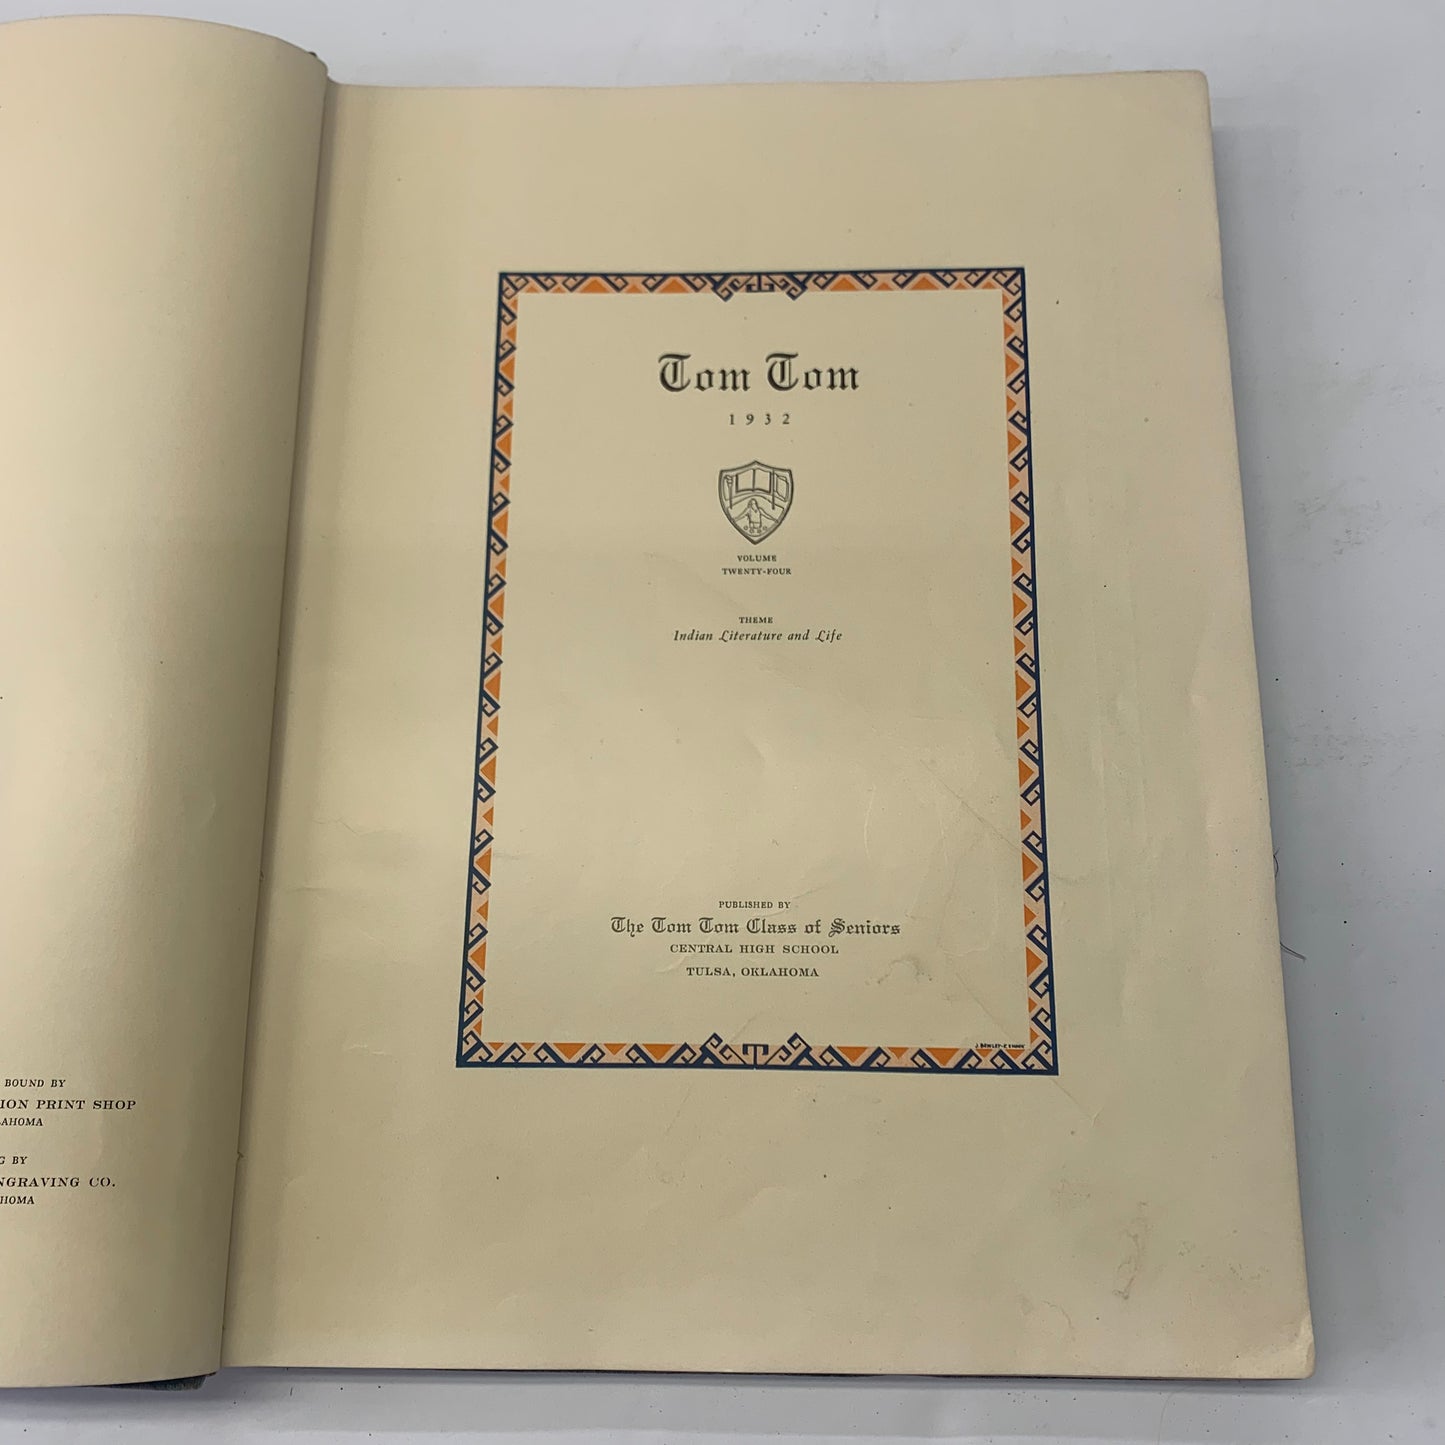 BOUND BY
ION PRINT SHOP
LAHOMA
G BY
NGRAVING CO.
HOMA
Tom Tom
1932
VOLUME
TWENTY-FOUR
THEME
Indian Literature and Life
PUBLISHED BY
The Tom Tom Class of Seniors
CENTRAL HIGH SCHOOL
TULSA, OKLAHOMA